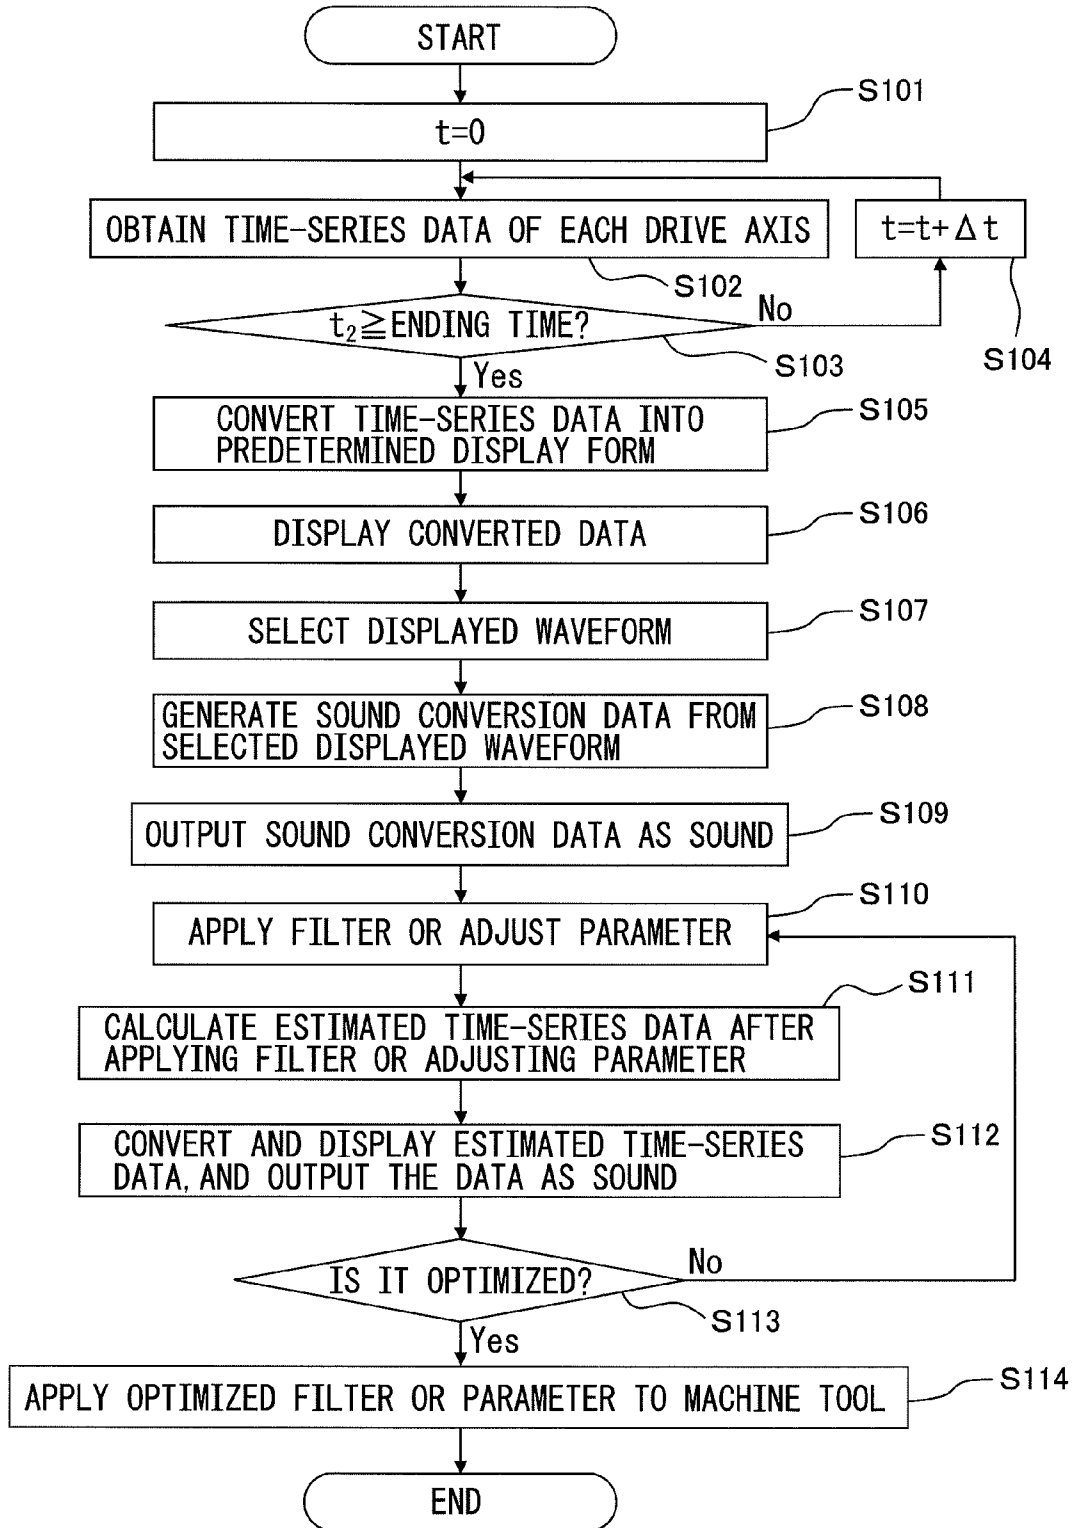 START
S101
t=0
OBTAIN TIME-SERIES DATA OF EACH DRIVE AXIS
t=t+Δt
S102
No
t₂≧ENDING TIME?
S103
S104
Yes
S105
CONVERT TIME-SERIES DATA INTO
PREDETERMINED DISPLAY FORM
S106
DISPLAY CONVERTED DATA
S107
SELECT DISPLAYED WAVEFORM
S108
GENERATE SOUND CONVERSION DATA FROM
SELECTED DISPLAYED WAVEFORM
S109
OUTPUT SOUND CONVERSION DATA AS SOUND
S110
APPLY FILTER OR ADJUST PARAMETER
S111
CALCULATE ESTIMATED TIME-SERIES DATA AFTER
APPLYING FILTER OR ADJUSTING PARAMETER
S112
CONVERT AND DISPLAY ESTIMATED TIME-SERIES
DATA, AND OUTPUT THE DATA AS SOUND
No
IS IT OPTIMIZED?
S113
Yes
S114
APPLY OPTIMIZED FILTER OR PARAMETER TO MACHINE TOOL
END